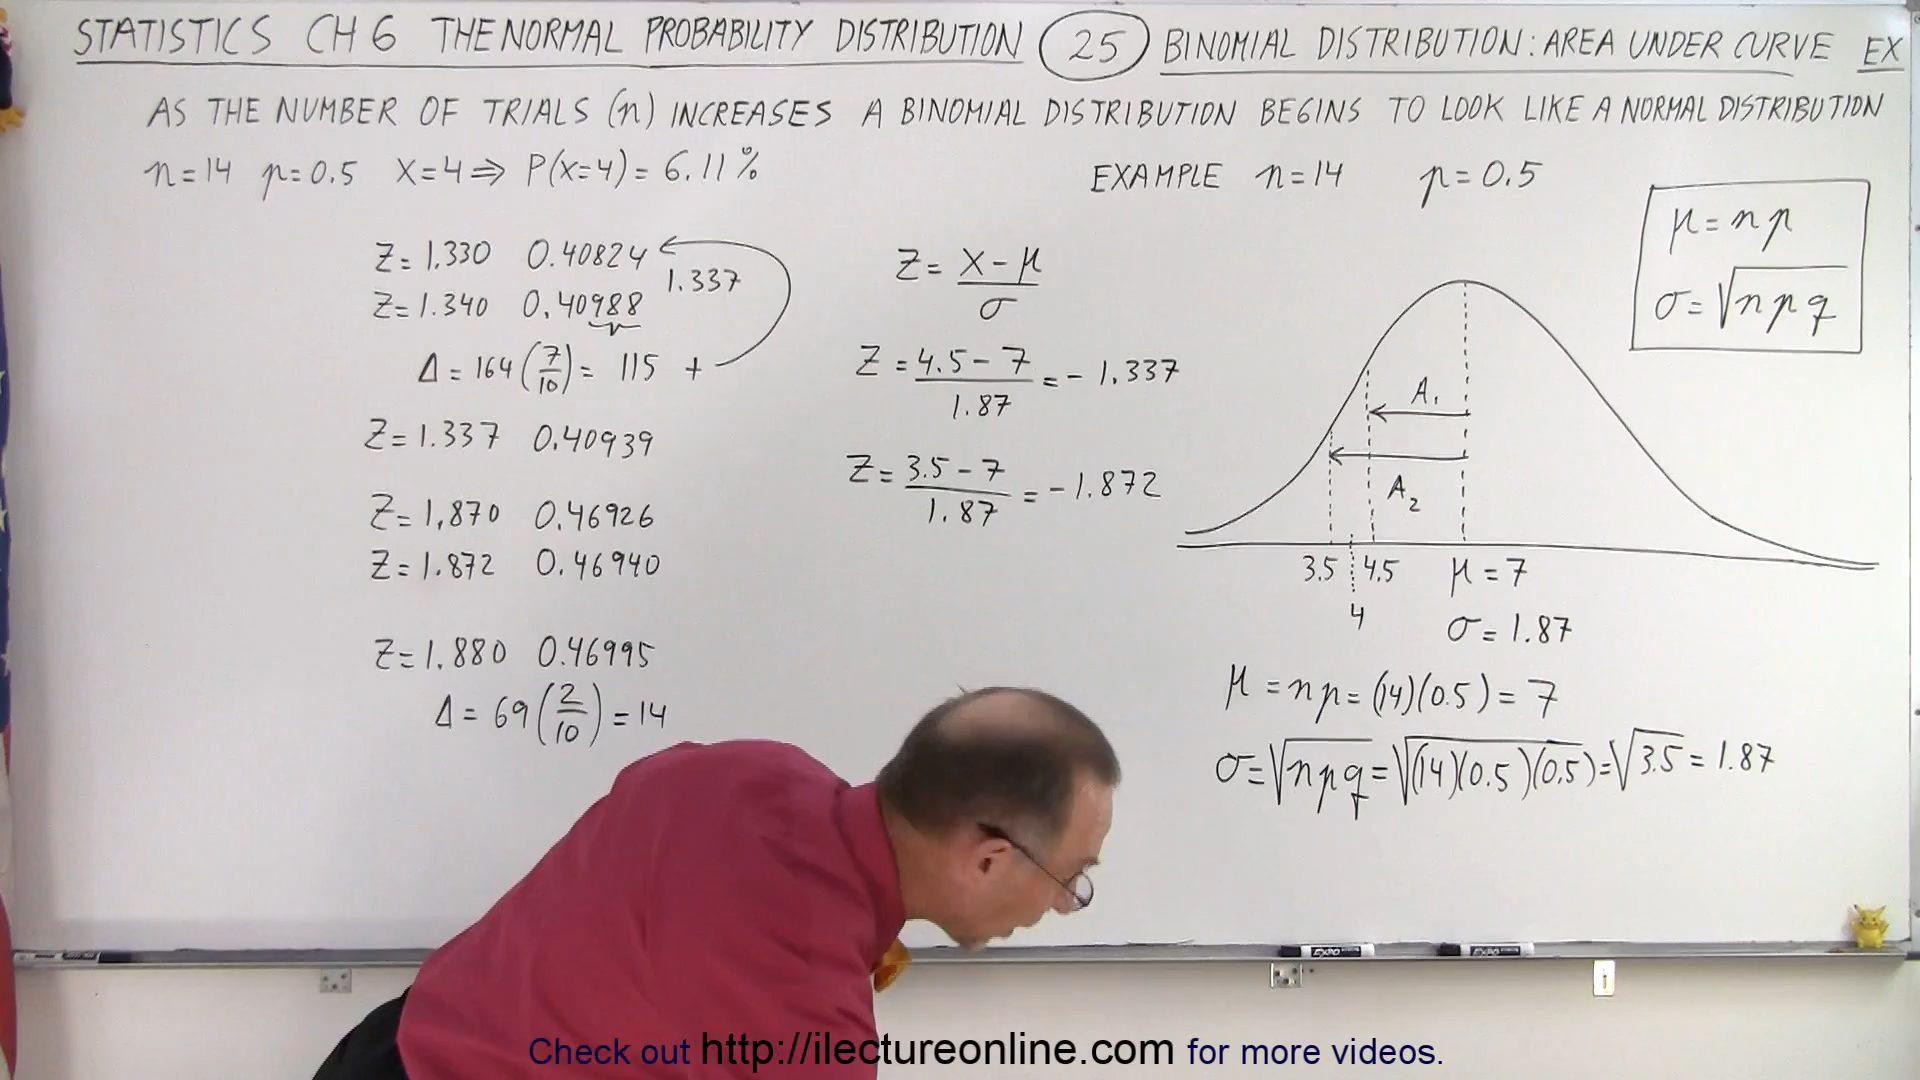 STATISTICS CH 6 THE NORMAL PROBABILITY DISTRIBUTION 25 BINOMIAL DISTRIBUTION: AREA UNDER CURVE EX
AS THE NUMBER OF TRIALS (n) INCREASES A BINOMIAL DISTRIBUTION BEGINS TO LOOK LIKE A NORMAL DISTRIBUTION
n=14 p=0.5 X=4 ⇒ P(X=4) = 6.11%
Z=1.330 0.40824
1.337
Z=1.340 0.40988
Δ = 164 (7/10) = 115 +
Z=1.337 0.40939
Z=1,870 0.46926
Z=1.872 0.46940
Z=1.880 0.46995
Δ = 69 (2/10) = 14
Z = (X-μ)/σ
Z = (4.5-7)/1.87 = -1.337
Z = (3.5-7)/1.87 = -1.872
EXAMPLE n=14 p=0.5
μ = np
σ = √npq
A₁
A₂
3.5 4.5 μ = 7
4
σ = 1.87
μ = np = (14)(0.5) = 7
σ = √npq = √(14)(0.5)(0.5) = √3.5 = 1.87
EXPO EXPO
Check out http://ilectureonline.com for more videos.